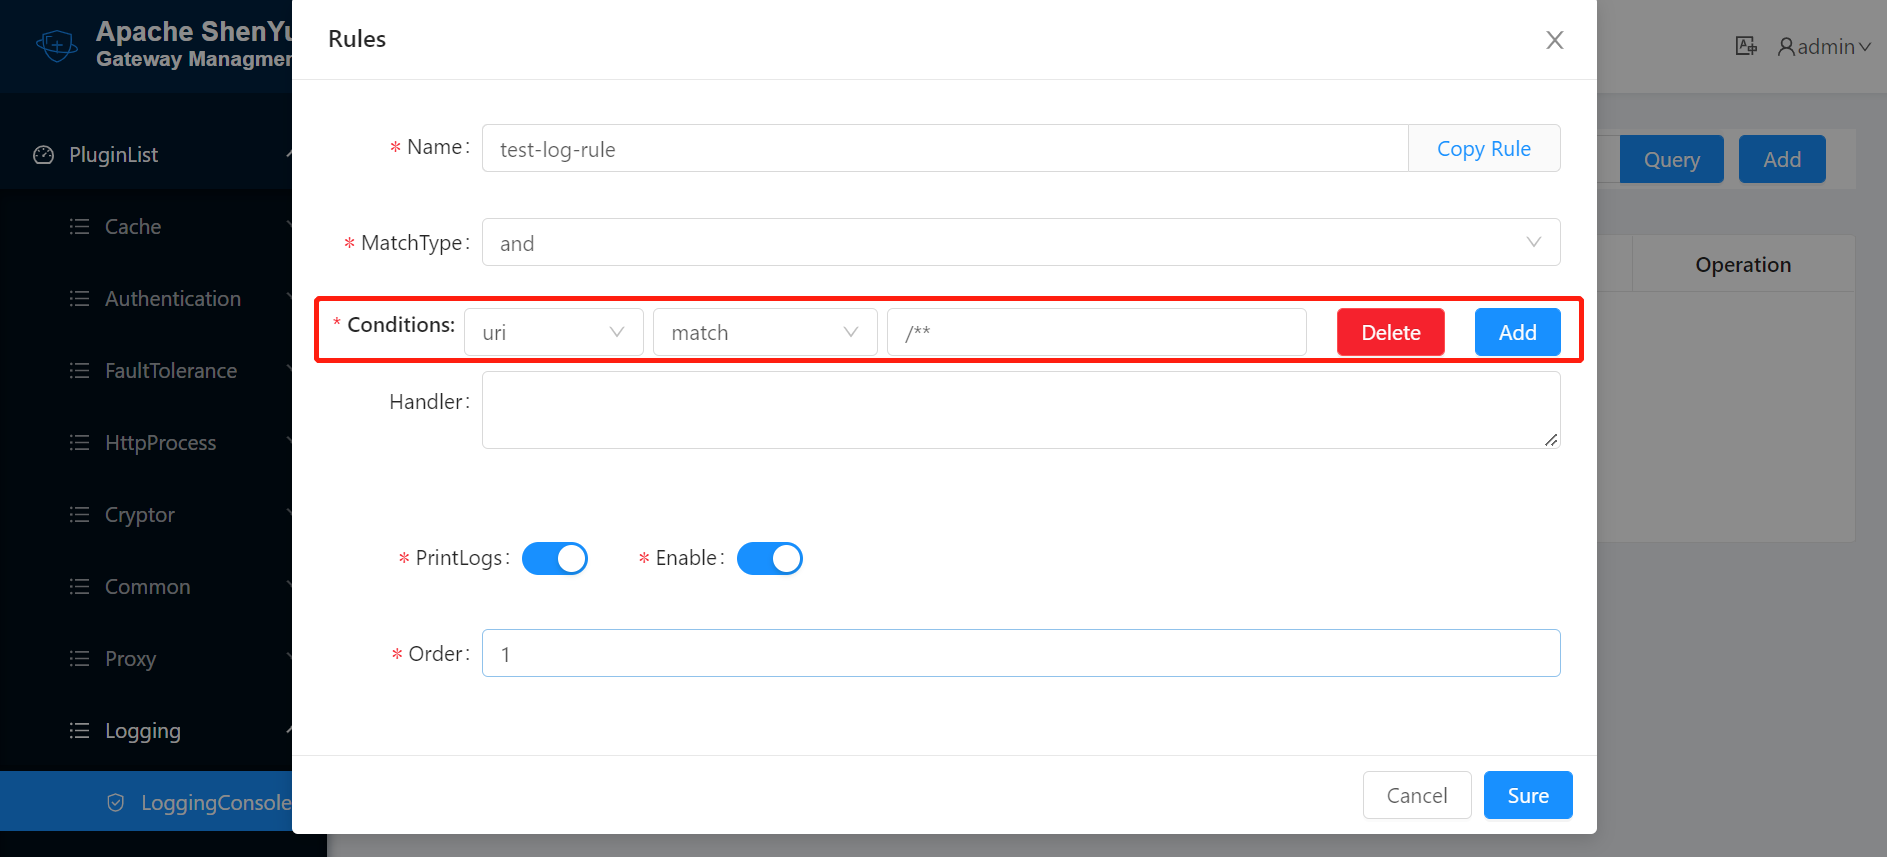 Apache ShenYu
Gateway Managmen
Rules
admin
PluginList
* Name:
test-log-rule
Copy Rule
Query
Add
Cache
* MatchType:
and
Operation
Authentication
* Conditions:
uri
match
/**
Delete
Add
FaultTolerance
Handler:
HttpProcess
Cryptor
* PrintLogs:
* Enable:
Common
* Order:
1
Proxy
Logging
LoggingConsole
Cancel
Sure